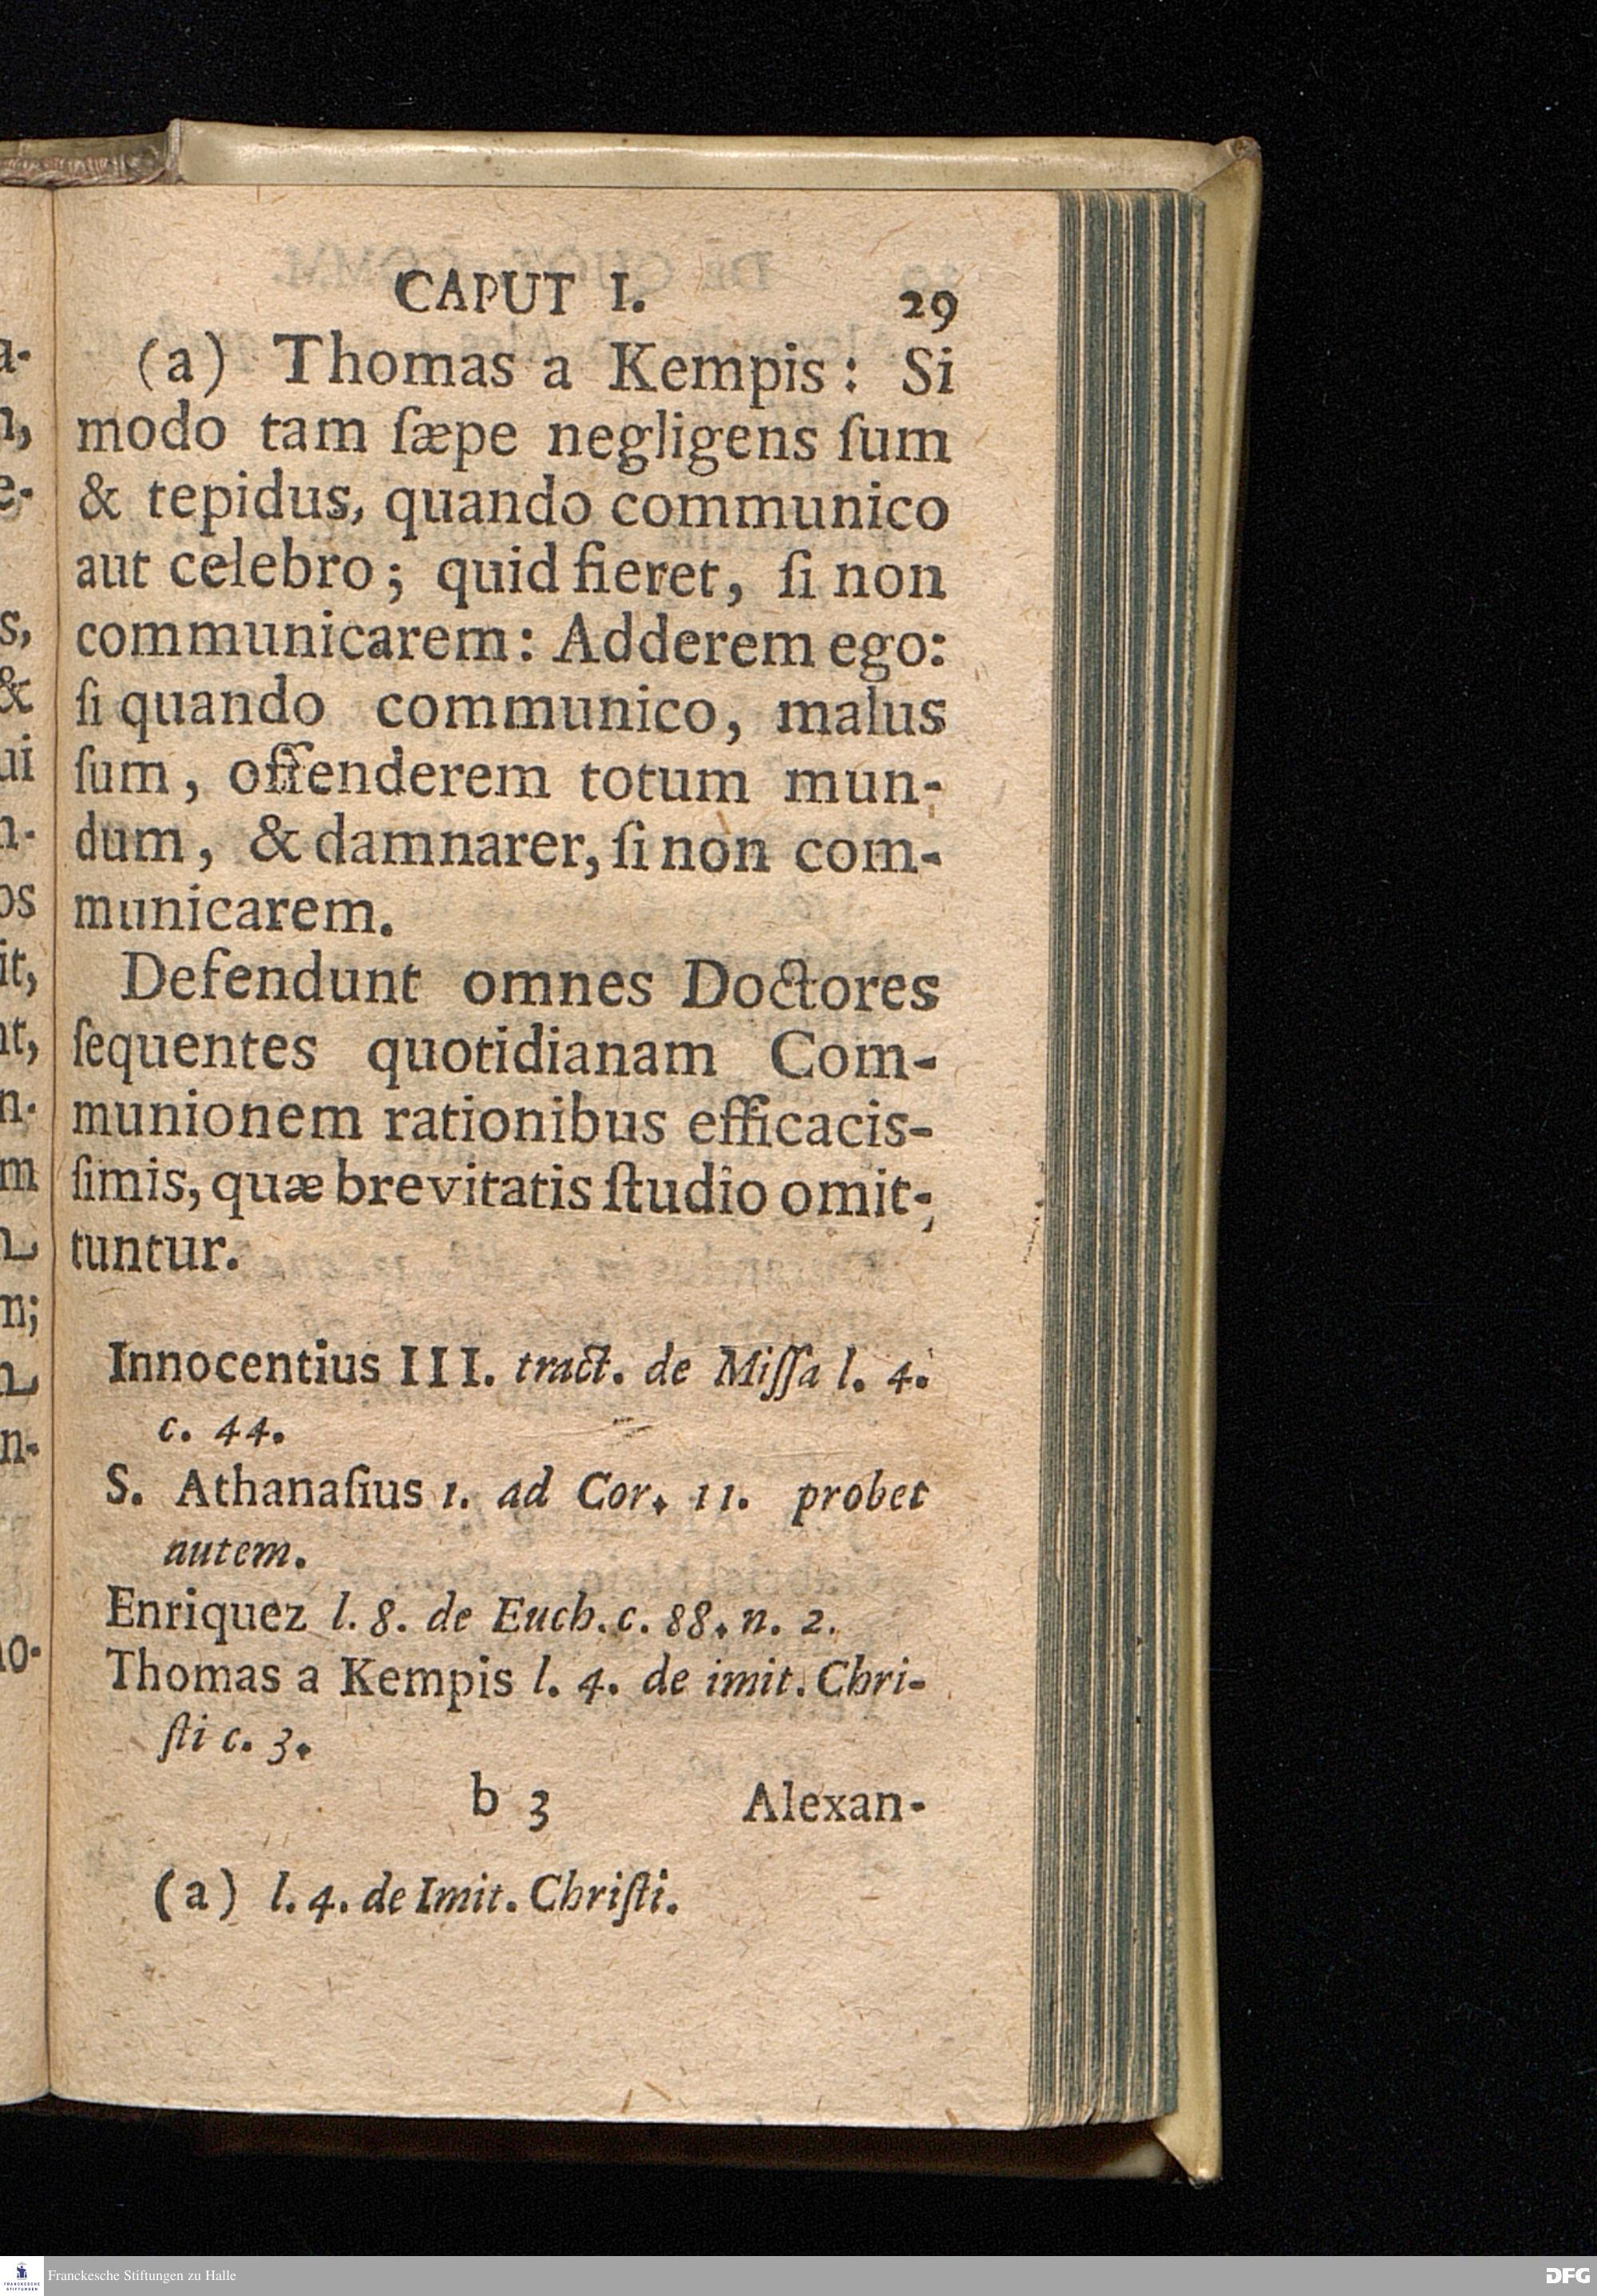 CAPUT I. 29
(a) Thomas a Kempis: Si
modo tam ſæpe negligens ſum
& tepidus, quando communico
aut celebro; quid fieret, ſi non
communicarem: Adderem ego:
ſi quando communico, malus
ſum, offenderem totum mun-
dum, & damnarer, ſi non com-
municarem.
Defendunt omnes Doctores
ſequentes quotidianam Com-
munionem rationibus efficacis-
ſimis, quæ brevitatis ſtudio omit-
tuntur.
Innocentius III. tract. de Miſſa l. 4.
c. 44.
S. Athanaſius 1. ad Cor. 11. probet
autem.
Enriquez l. 8. de Euch. c. 88. n. 2.
Thomas a Kempis l. 4. de imit. Chri-
ſti c. 3.
b 3 Alexan-
(a) l. 4. de Imit. Chriſti.
Franckesche Stiftungen zu Halle
DFG